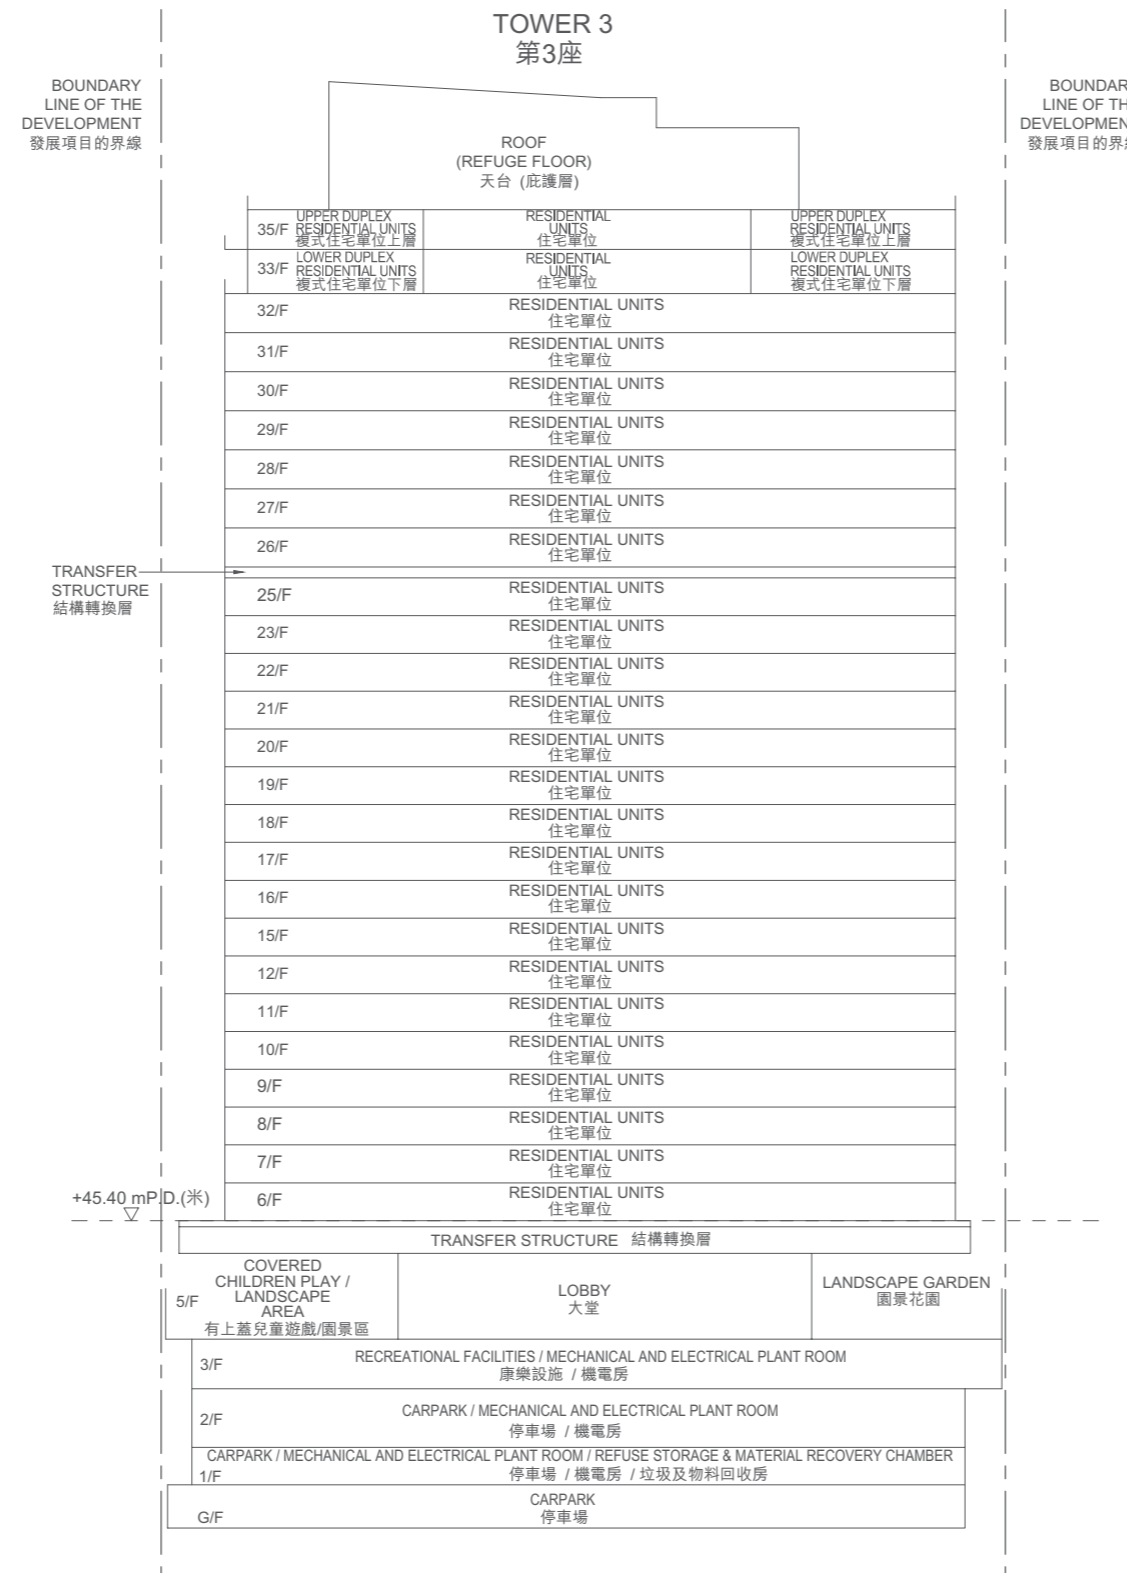 TOWER 3
第3座
BOUNDARY
LINE OF THE
DEVELOPMENT
發展項目的界線
BOUNDAR
LINE OF TH
DEVELOPMEN
發展項目的界
ROOF
(REFUGE FLOOR)
天台 (庇護層)
35/F
UPPER DUPLEX
RESIDENTIAL UNITS
複式住宅單位上層
RESIDENTIAL
UNITS
住宅單位
UPPER DUPLEX
RESIDENTIAL UNITS
複式住宅單位上層
33/F
LOWER DUPLEX
RESIDENTIAL UNITS
複式住宅單位下層
RESIDENTIAL
UNITS
住宅單位
LOWER DUPLEX
RESIDENTIAL UNITS
複式住宅單位下層
32/F RESIDENTIAL UNITS
住宅單位
31/F RESIDENTIAL UNITS
住宅單位
30/F RESIDENTIAL UNITS
住宅單位
29/F RESIDENTIAL UNITS
住宅單位
28/F RESIDENTIAL UNITS
住宅單位
27/F RESIDENTIAL UNITS
住宅單位
26/F RESIDENTIAL UNITS
住宅單位
TRANSFER
STRUCTURE
結構轉換層
25/F RESIDENTIAL UNITS
住宅單位
23/F RESIDENTIAL UNITS
住宅單位
22/F RESIDENTIAL UNITS
住宅單位
21/F RESIDENTIAL UNITS
住宅單位
20/F RESIDENTIAL UNITS
住宅單位
19/F RESIDENTIAL UNITS
住宅單位
18/F RESIDENTIAL UNITS
住宅單位
17/F RESIDENTIAL UNITS
住宅單位
16/F RESIDENTIAL UNITS
住宅單位
15/F RESIDENTIAL UNITS
住宅單位
12/F RESIDENTIAL UNITS
住宅單位
11/F RESIDENTIAL UNITS
住宅單位
10/F RESIDENTIAL UNITS
住宅單位
9/F RESIDENTIAL UNITS
住宅單位
8/F RESIDENTIAL UNITS
住宅單位
7/F RESIDENTIAL UNITS
住宅單位
+45.40 mP.D.(米)
6/F RESIDENTIAL UNITS
住宅單位
TRANSFER STRUCTURE 結構轉換層
5/F
COVERED
CHILDREN PLAY /
LANDSCAPE
AREA
有上蓋兒童遊戲/園景區
LOBBY
大堂
LANDSCAPE GARDEN
園景花園
3/F RECREATIONAL FACILITIES / MECHANICAL AND ELECTRICAL PLANT ROOM
康樂設施 / 機電房
2/F CARPARK / MECHANICAL AND ELECTRICAL PLANT ROOM
停車場 / 機電房
CARPARK / MECHANICAL AND ELECTRICAL PLANT ROOM / REFUSE STORAGE & MATERIAL RECOVERY CHAMBER
1/F 停車場 / 機電房 / 垃圾及物料回收房
CARPARK
G/F 停車場